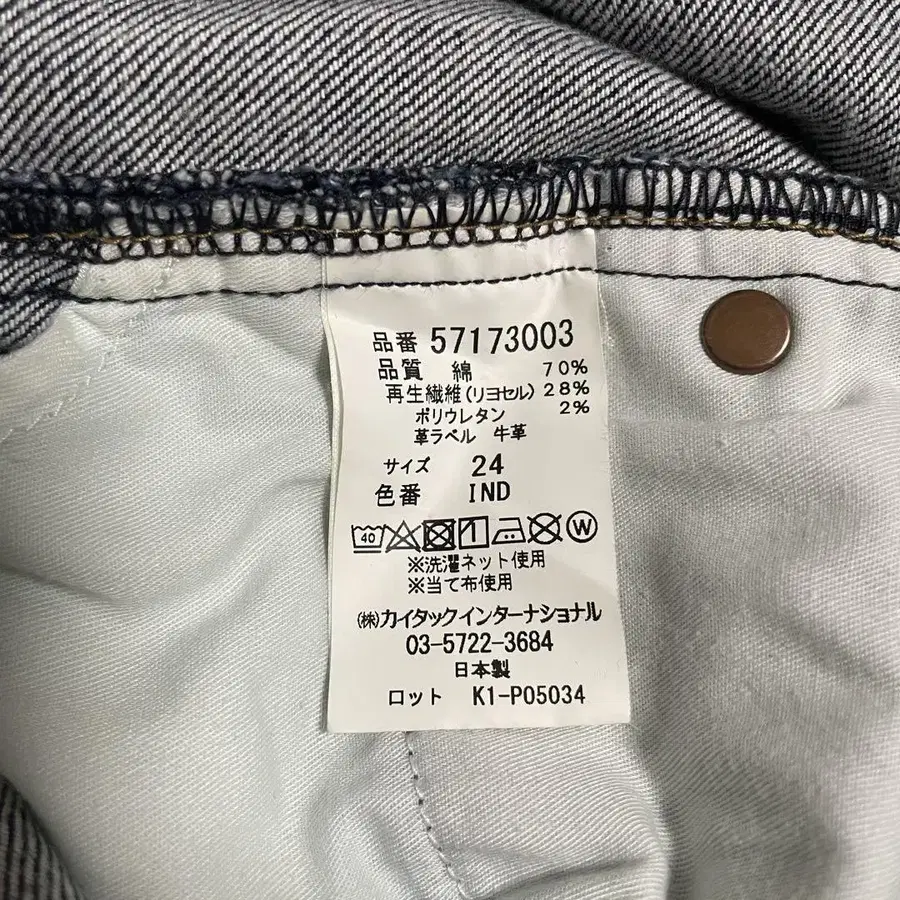 品番 57173003
品質 綿 70%
再生繊維(リヨセル) 28%
ポリウレタン 2%
革ラベル 牛革
サイズ 24
色番 IND
40 W
※洗濯ネット使用
※当て布使用
(株)カイタックインターナショナル
03-5722-3684
日本製
ロット K1-P05034